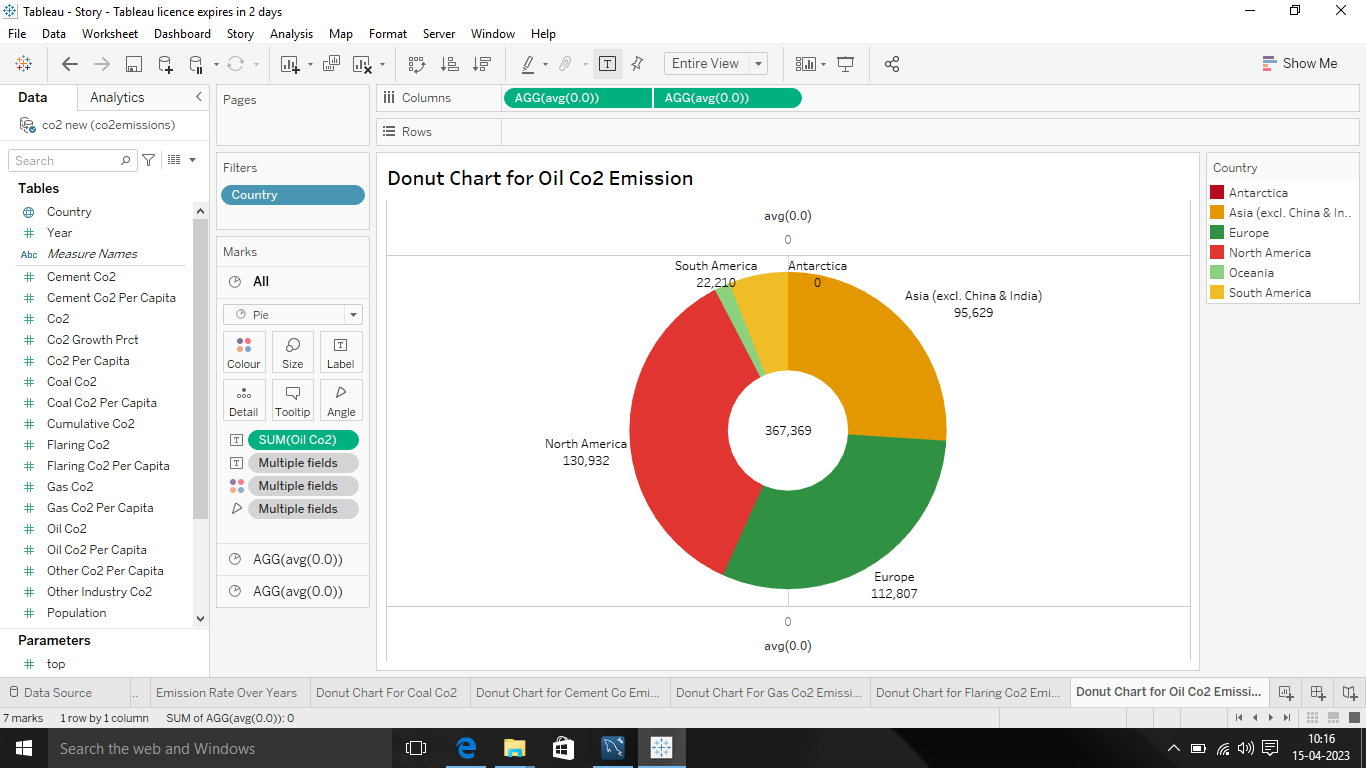 Tableau - Story - Tableau licence expires in 2 days
File Data Worksheet Dashboard Story Analysis Map Format Server Window Help
Entire View
Show Me
Data Analytics
co2 new (co2emissions)
Search
Tables
Country
Year
Abc Measure Names
Cement Co2
Cement Co2 Per Capita
Co2
Co2 Growth Prct
Co2 Per Capita
Coal Co2
Coal Co2 Per Capita
Cumulative Co2
Flaring Co2
Flaring Co2 Per Capita
Gas Co2
Gas Co2 Per Capita
Oil Co2
Oil Co2 Per Capita
Other Co2 Per Capita
Other Industry Co2
Population
Parameters
top
Pages
Filters
Country
Marks
All
Pie
Colour Size T Label
Detail Tooltip Angle
T SUM(Oil Co2)
T Multiple fields
Multiple fields
Multiple fields
AGG(avg(0.0))
AGG(avg(0.0))
Columns AGG(avg(0.0)) AGG(avg(0.0))
Rows
Donut Chart for Oil Co2 Emission
avg(0.0)
0
South America
22,210
Antarctica
0
Asia (excl. China & India)
95,629
North America
130,932
367,369
Europe
112,807
0
avg(0.0)
Country
Antarctica
Asia (excl. China & In..
Europe
North America
Oceania
South America
Data Source .. Emission Rate Over Years Donut Chart For Coal Co2 Donut Chart for Cement Co Emi... Donut Chart For Gas Co2 Emissi... Donut Chart for Flaring Co2 Emi... Donut Chart for Oil Co2 Emissi...
7 marks 1 row by 1 column SUM of AGG(avg(0.0)): 0
Search the web and Windows
10:16
15-04-2023